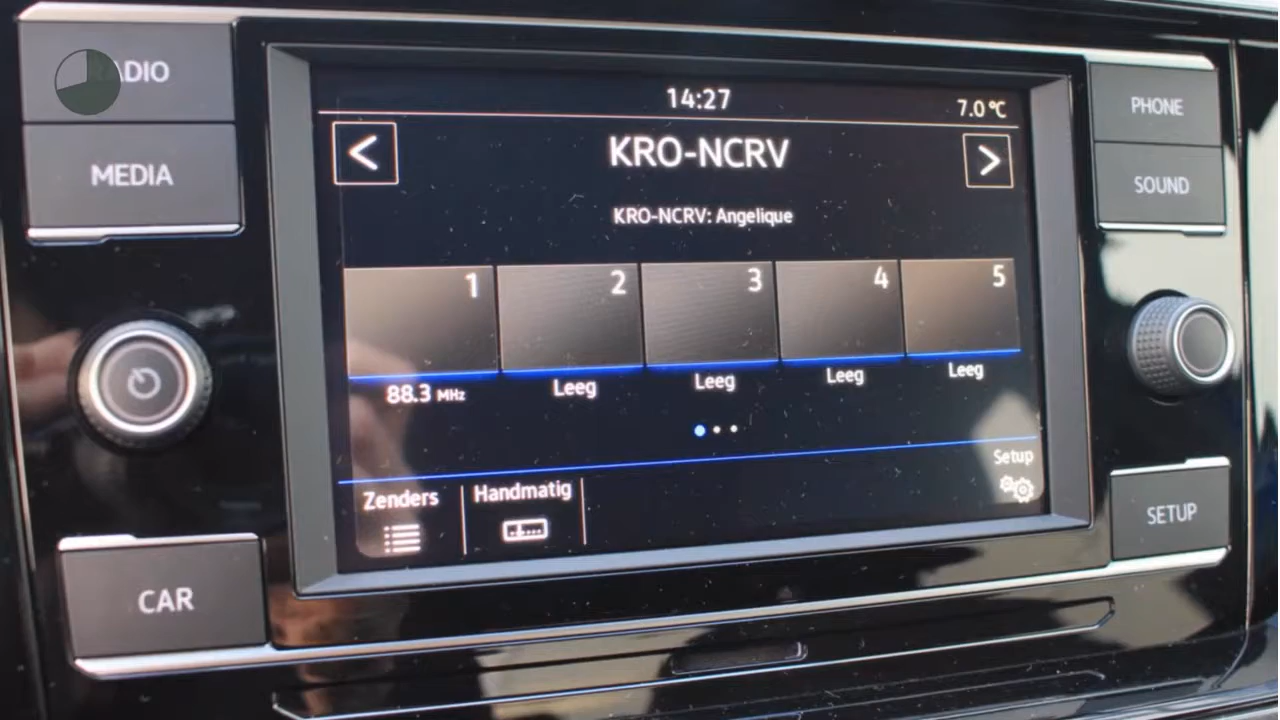 RADIO
MEDIA
CAR
14:27
7.0 °C
<
KRO-NCRV
>
KRO-NCRV: Angelique
1
2
3
4
5
88.3 MHz
Leeg
Leeg
Leeg
Leeg
Setup
Zenders
Handmatig
PHONE
SOUND
SETUP